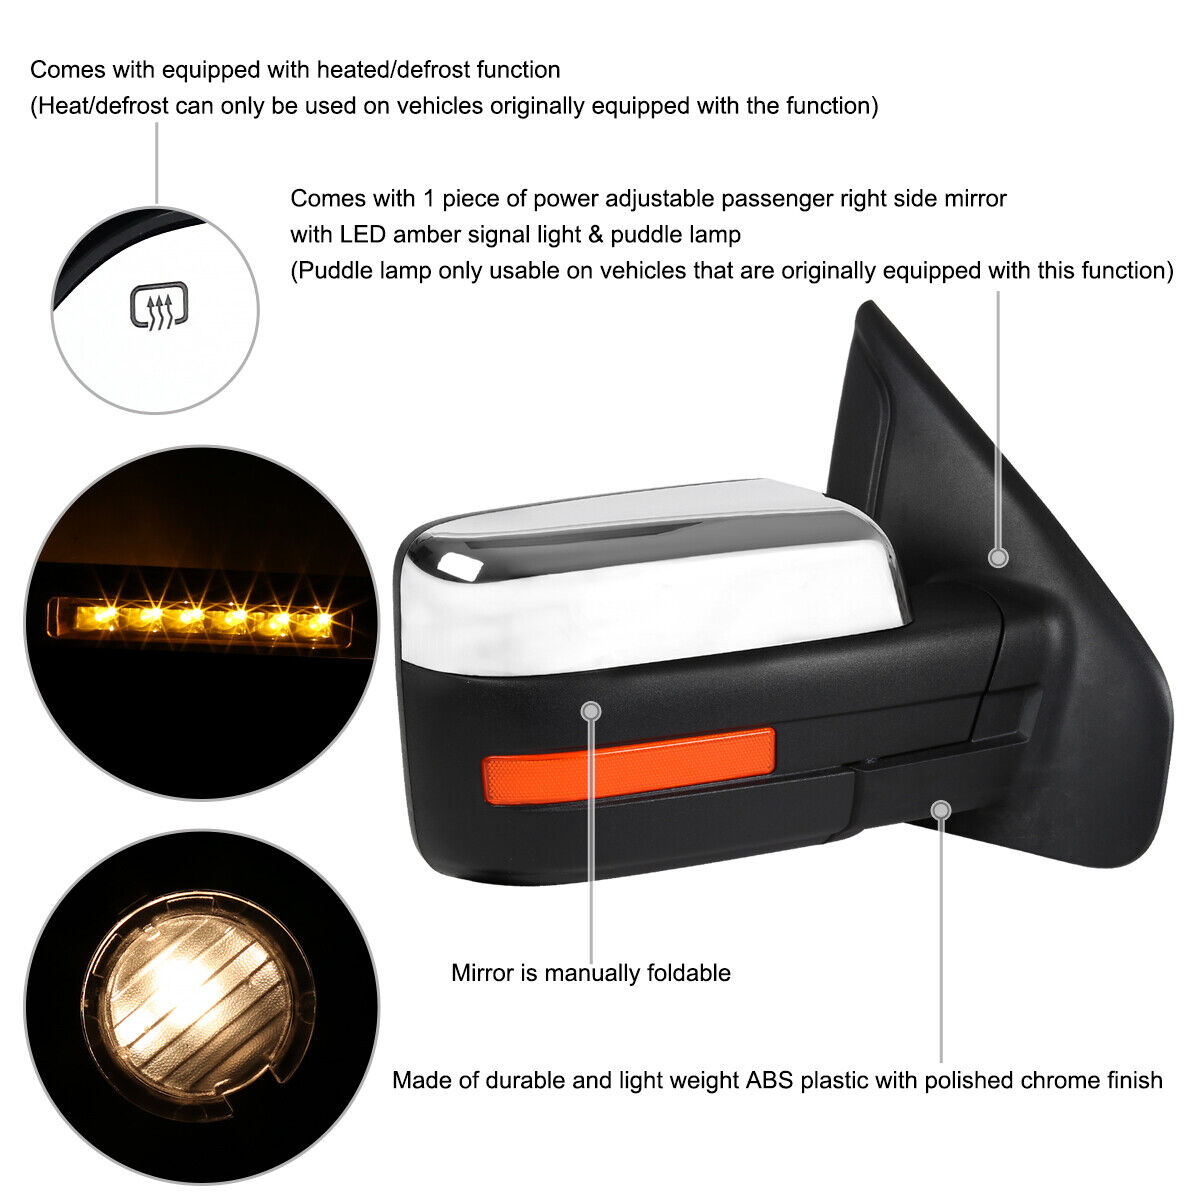 Comes with equipped with heated/defrost function
(Heat/defrost can only be used on vehicles originally equipped with the function)
Comes with 1 piece of power adjustable passenger right side mirror
with LED amber signal light & puddle lamp
(Puddle lamp only usable on vehicles that are originally equipped with this function)
Mirror is manually foldable
Made of durable and light weight ABS plastic with polished chrome finish